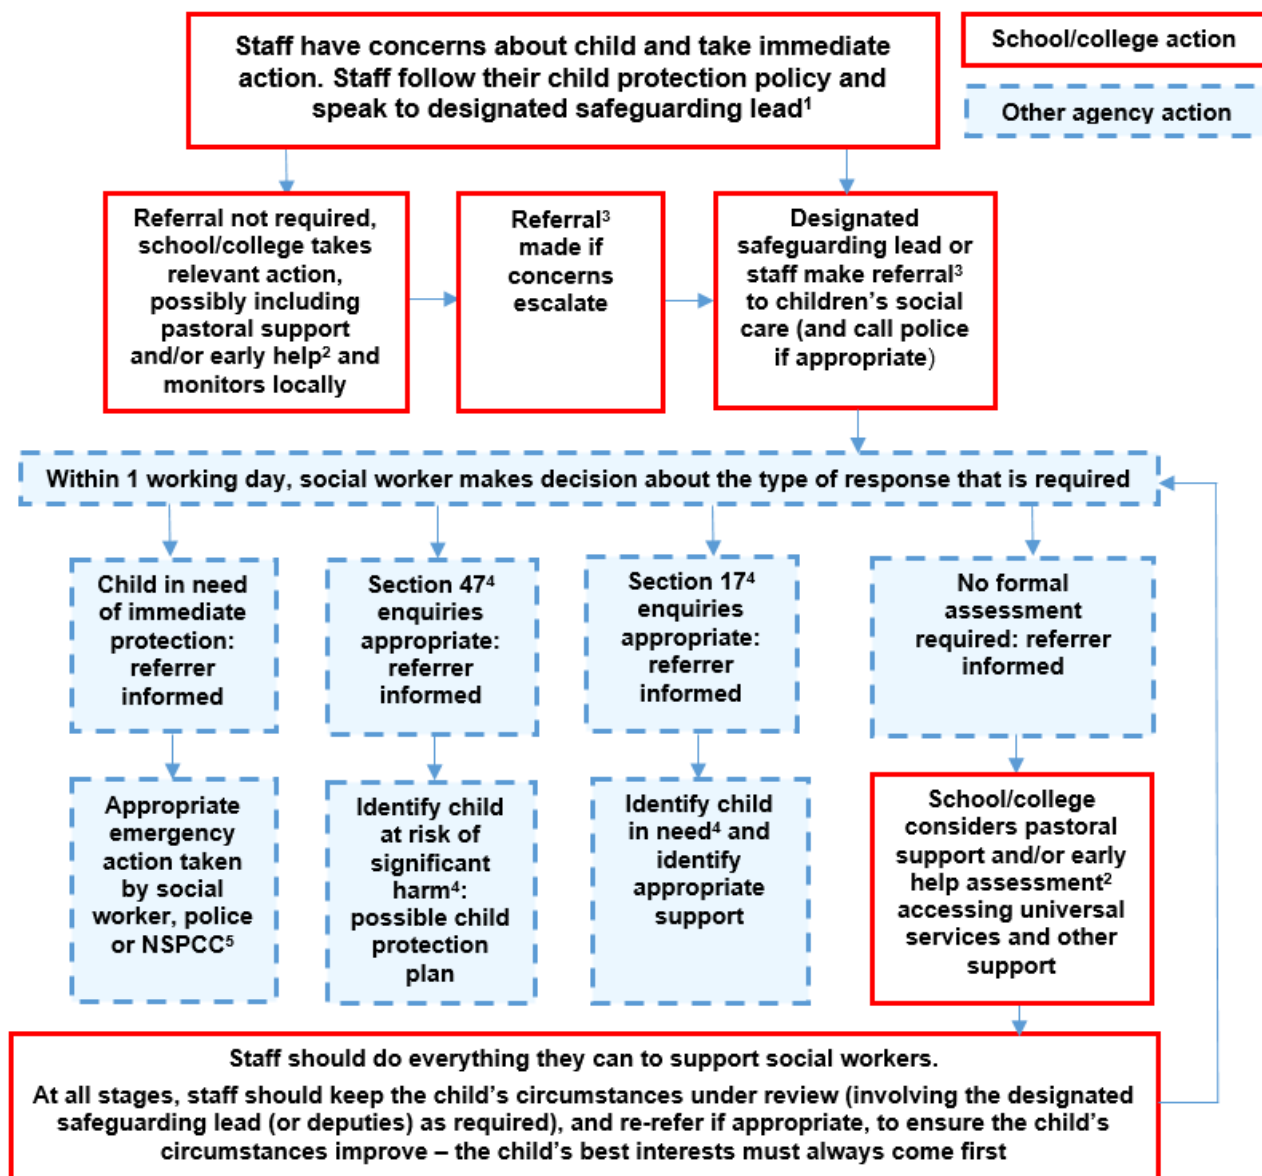 Staff have concerns about child and take immediate
action. Staff follow their child protection policy and
speak to designated safeguarding lead¹
School/college action
Other agency action
Referral not required,
school/college takes
relevant action,
possibly including
pastoral support
and/or early help² and
monitors locally
Referral³
made if
concerns
escalate
Designated
safeguarding lead or
staff make referral³
to children’s social
care (and call police
if appropriate)
Within 1 working day, social worker makes decision about the type of response that is required
Child in need
of immediate
protection:
referrer
informed
Section 47⁴
enquiries
appropriate:
referrer
informed
Section 17⁴
enquiries
appropriate:
referrer
informed
No formal
assessment
required: referrer
informed
Appropriate
emergency
action taken
by social
worker, police
or NSPCC⁵
Identify child
at risk of
significant
harm⁴:
possible child
protection
plan
Identify child
in need⁴ and
identify
appropriate
support
School/college
considers pastoral
support and/or early
help assessment²
accessing universal
services and other
support
Staff should do everything they can to support social workers.
At all stages, staff should keep the child’s circumstances under review (involving the designated
safeguarding lead (or deputies) as required), and re-refer if appropriate, to ensure the child’s
circumstances improve – the child’s best interests must always come first